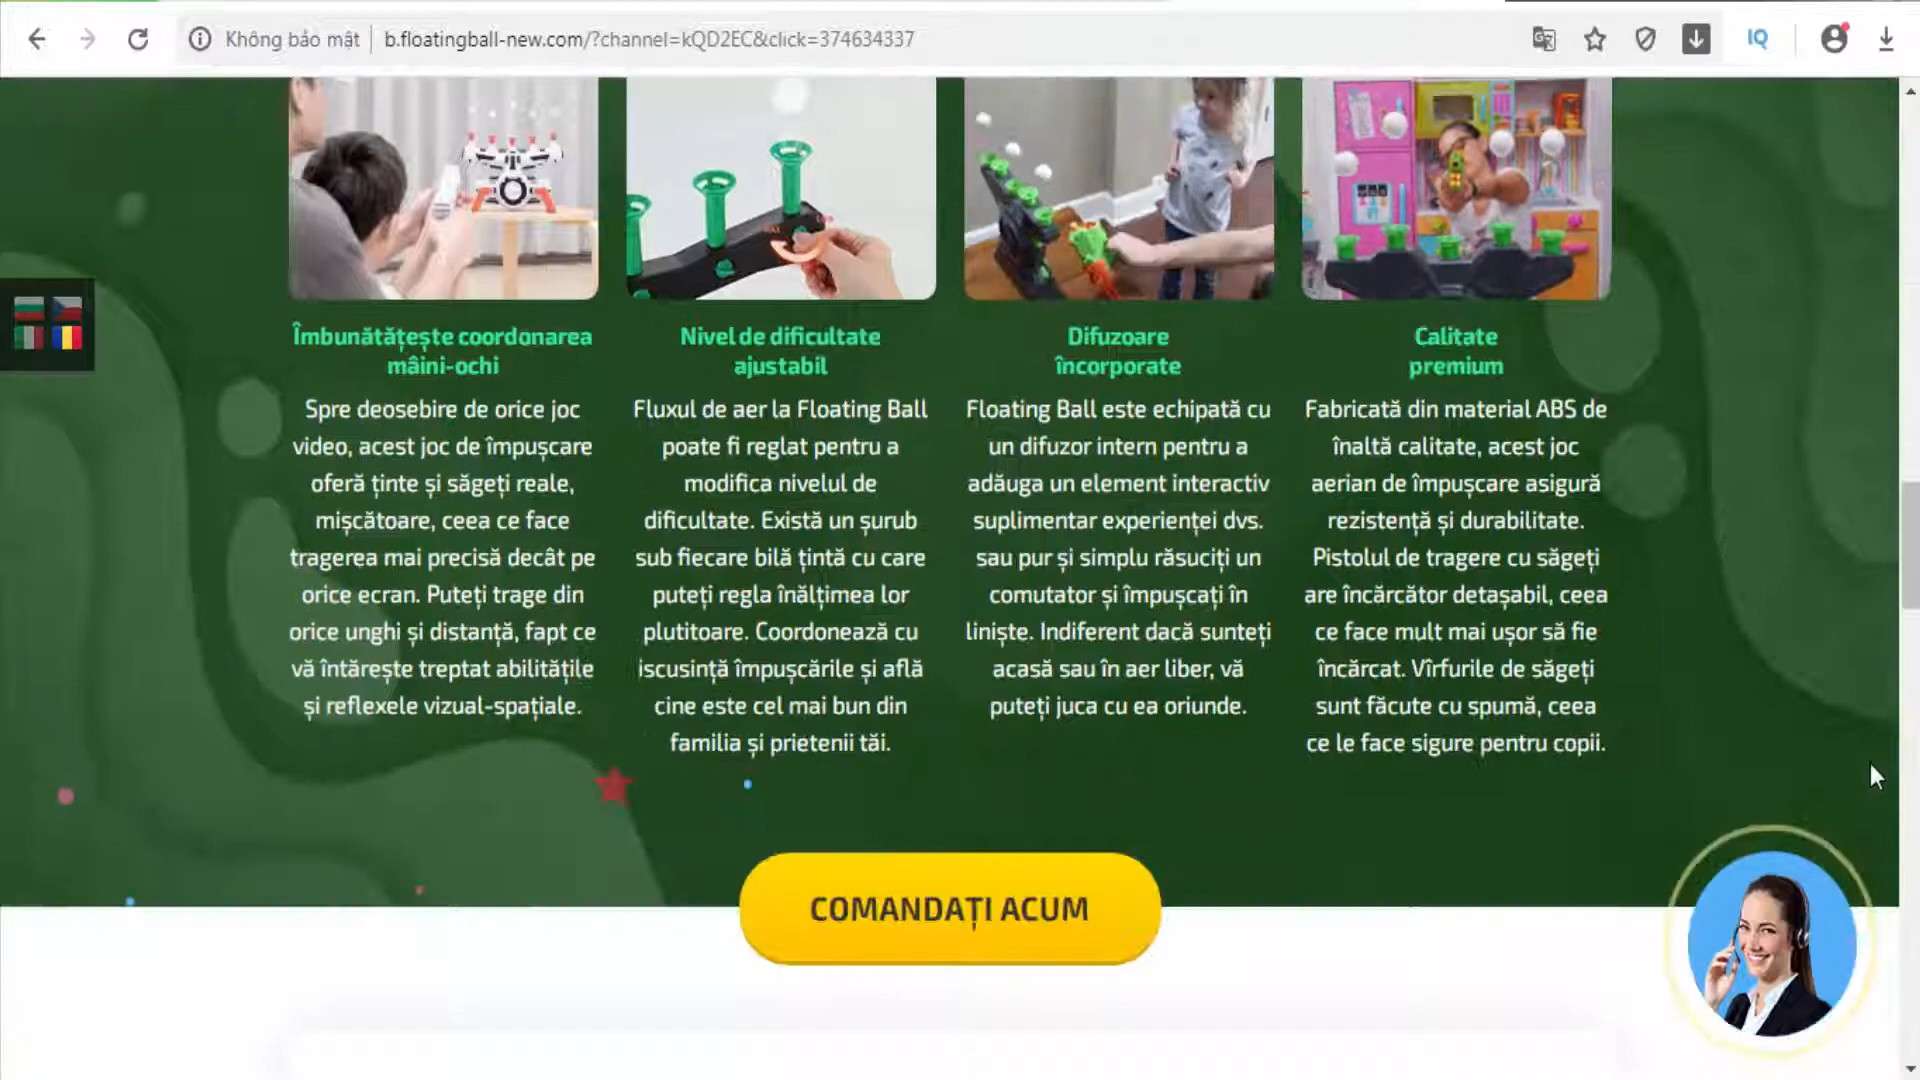 Không bảo mật
b.floatingball-new.com/?channel=kQD2EC&click=374634337
IQ
Îmbunătățește coordonarea
mâini-ochi
Spre deosebire de orice joc
video, acest joc de împușcare
oferă ținte și săgeți reale,
mișcătoare, ceea ce face
tragerea mai precisă decât pe
orice ecran. Puteți trage din
orice unghi și distanță, fapt ce
vă întărește treptat abilitățile
și reflexele vizual-spațiale.
Nivel de dificultate
ajustabil
Fluxul de aer la Floating Ball
poate fi reglat pentru a
modifica nivelul de
dificultate. Există un șurub
sub fiecare bilă țintă cu care
puteți regla înălțimea lor
plutitoare. Coordonează cu
iscusință împușcările și află
cine este cel mai bun din
familia și prietenii tăi.
Difuzoare
încorporate
Floating Ball este echipată cu
un difuzor intern pentru a
adăuga un element interactiv
suplimentar experienței dvs.
sau pur și simplu răsuciți un
comutator și împușcați în
liniște. Indiferent dacă sunteți
acasă sau în aer liber, vă
puteți juca cu ea oriunde.
Calitate
premium
Fabricată din material ABS de
înaltă calitate, acest joc
aerian de împușcare asigură
rezistență și durabilitate.
Pistolul de tragere cu săgeți
are încărcător detașabil, ceea
ce face mult mai ușor să fie
încărcat. Vîrfurile de săgeți
sunt făcute cu spumă, ceea
ce le face sigure pentru copii.
COMANDAȚI ACUM